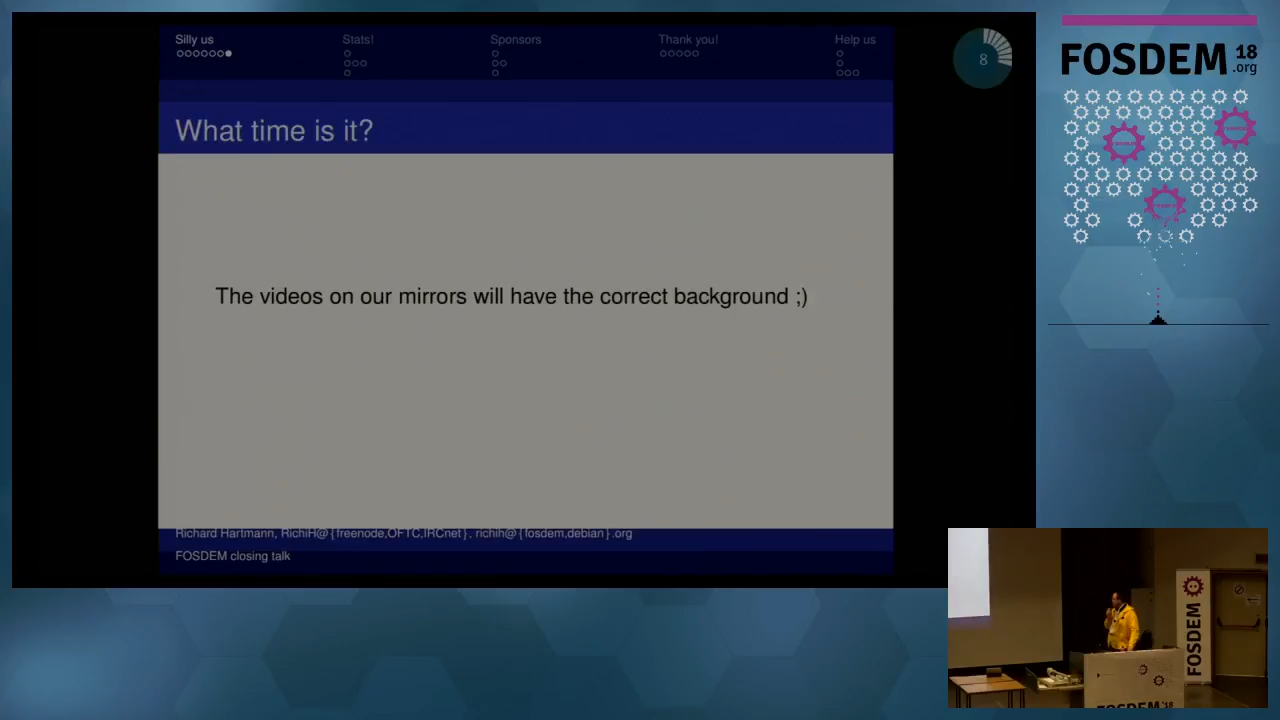 Silly us
Stats!
Sponsors
Thank you!
Help us
8
What time is it?
The videos on our mirrors will have the correct background ;)
Richard Hartmann, RichiH@{freenode,OFTC,IRCnet}, richih@{fosdem,debian}.org
FOSDEM closing talk
FOSDEM 18
.org
FOSDEM
FOSDEM'18